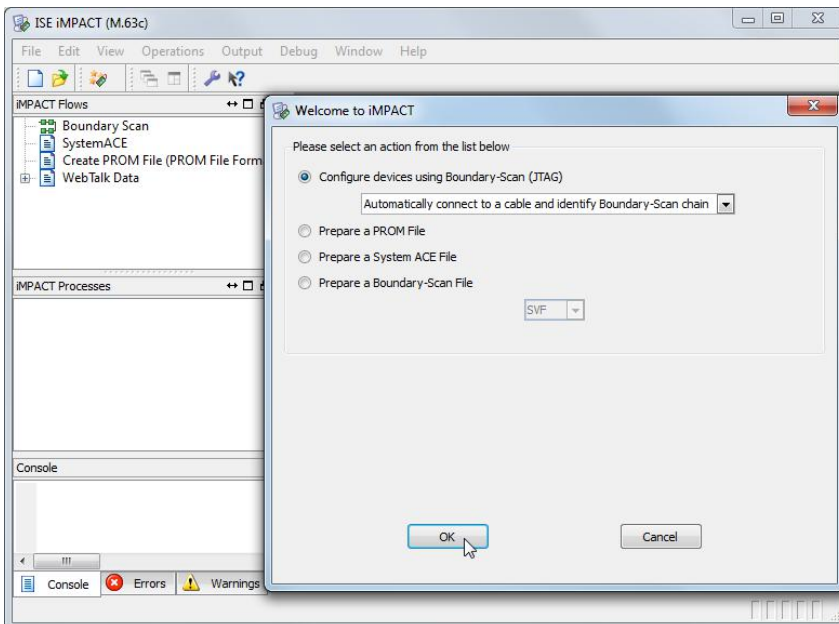 ISE iMPACT (M.63c)
File Edit View Operations Output Debug Window Help
iMPACT Flows
Boundary Scan
SystemACE
Create PROM File (PROM File Form
WebTalk Data
iMPACT Processes
Console
Console Errors Warnings
Welcome to iMPACT
Please select an action from the list below
Configure devices using Boundary-Scan (JTAG)
Automatically connect to a cable and identify Boundary-Scan chain
Prepare a PROM File
Prepare a System ACE File
Prepare a Boundary-Scan File
SVF
OK Cancel